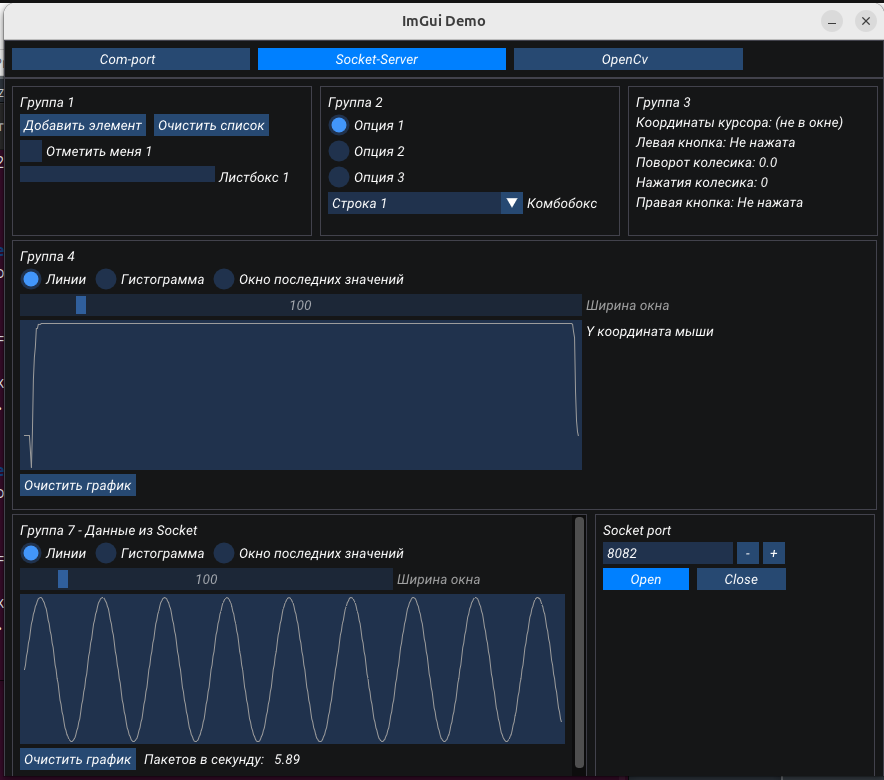 ImGui Demo
Com-port Socket-Server OpenCv
Группа 1
Добавить элемент Очистить список
Отметить меня 1
Листбокс 1
Группа 2
Опция 1
Опция 2
Опция 3
Строка 1 Комбобокс
Группа 3
Координаты курсора: (не в окне)
Левая кнопка: Не нажата
Поворот колесика: 0.0
Нажатия колесика: 0
Правая кнопка: Не нажата
Группа 4
Линии Гистограмма Окно последних значений
100 Ширина окна
Y координата мыши
Очистить график
Группа 7 - Данные из Socket
Линии Гистограмма Окно последних значений
100 Ширина окна
Очистить график Пакетов в секунду: 5.89
Socket port
8082 - +
Open Close